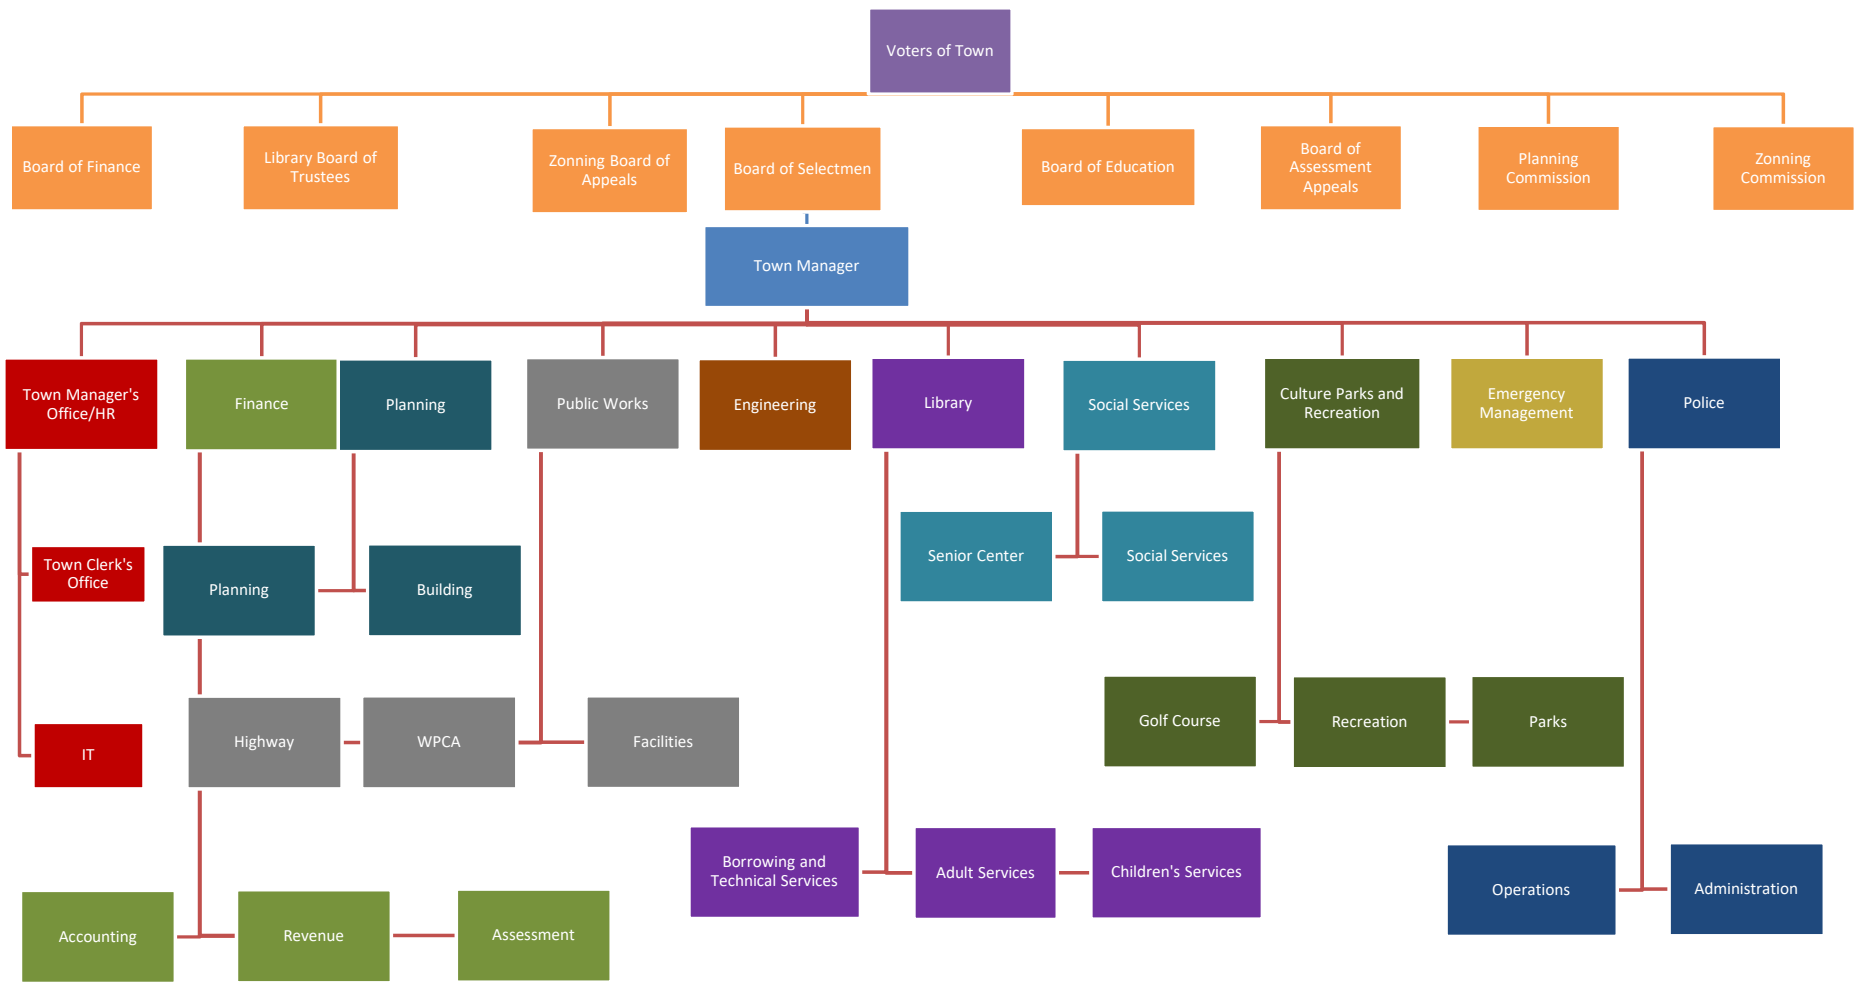 Voters of Town
Board of Finance
Library Board of
Trustees
Zonning Board of
Appeals
Board of Selectmen
Board of Education
Board of
Assessment
Appeals
Planning
Commission
Zonning
Commission
Town Manager
Town Manager's
Office/HR
Finance
Planning
Public Works
Engineering
Library
Social Services
Culture Parks and
Recreation
Emergency
Management
Police
Town Clerk's
Office
Planning
Building
Senior Center
Social Services
IT
Highway
WPCA
Facilities
Golf Course
Recreation
Parks
Borrowing and
Technical Services
Adult Services
Children's Services
Operations
Administration
Accounting
Revenue
Assessment